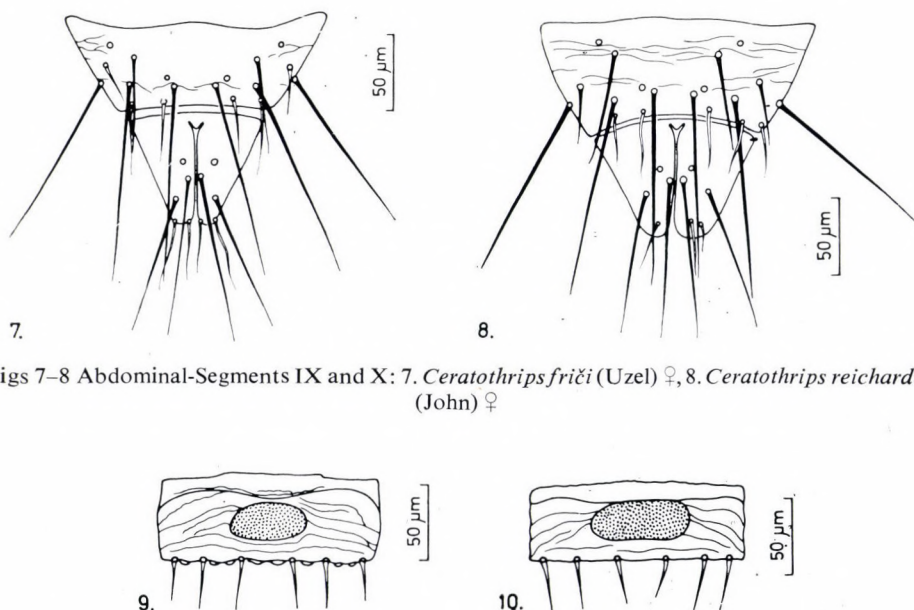 50 µm
50 µm
7.
8.
igs 7–8 Abdominal-Segments IX and X: 7. Ceratothrips friči (Uzel) ♀, 8. Ceratothrips reichard
(John) ♀
50 µm
50 µm
9.
10.